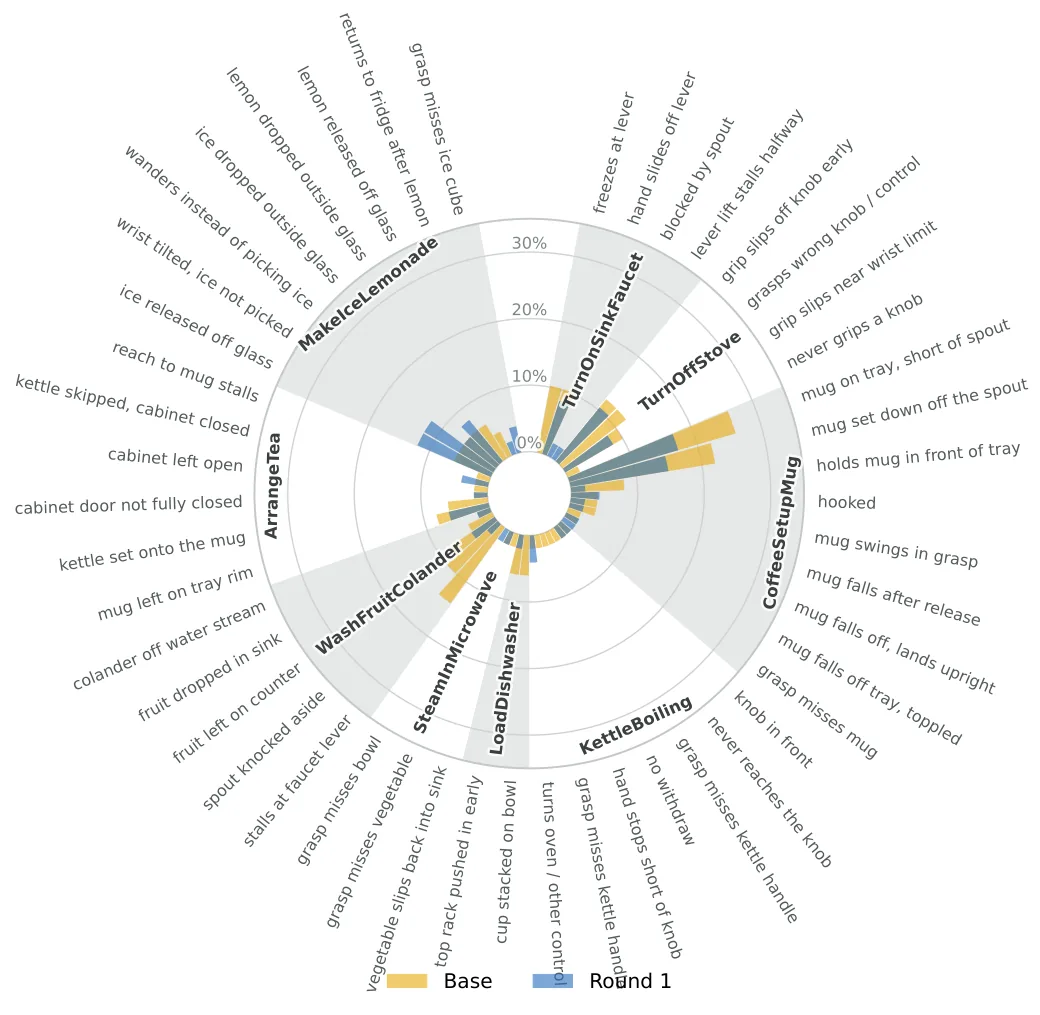 freezes at lever
hand slides off lever
blocked by spout
lever lift stalls halfway
grip slips off knob early
grasps wrong knob / control
grip slips near wrist limit
never grips a knob
mug on tray, short of spout
mug set down off the spout
holds mug in front of tray
hooked
mug swings in grasp
mug falls after release
mug falls off, lands upright
mug falls off tray, toppled
grasp misses mug
knob in front
never reaches the knob
grasp misses kettle handle
no withdraw
hand stops short of knob
grasp misses kettle handle
turns oven / other control
cup stacked on bowl
top rack pushed in early
vegetable slips back into sink
grasp misses vegetable
grasp misses bowl
stalls at faucet lever
spout knocked aside
fruit left on counter
fruit dropped in sink
colander off water stream
mug left on tray rim
kettle set onto the mug
cabinet door not fully closed
cabinet left open
kettle skipped, cabinet closed
reach to mug stalls
ice released off glass
wrist tilted, ice not picked
wanders instead of picking ice
ice dropped outside glass
lemon dropped outside glass
lemon released off glass
returns to fridge after lemon
grasp misses ice cube
30%
20%
10%
0%
TurnOnSinkFaucet
TurnOffStove
CoffeeSetupMug
KettleBoiling
LoadDishwasher
SteamInMicrowave
WashFruitColander
ArrangeTea
MakeIceLemonade
Base
Round 1